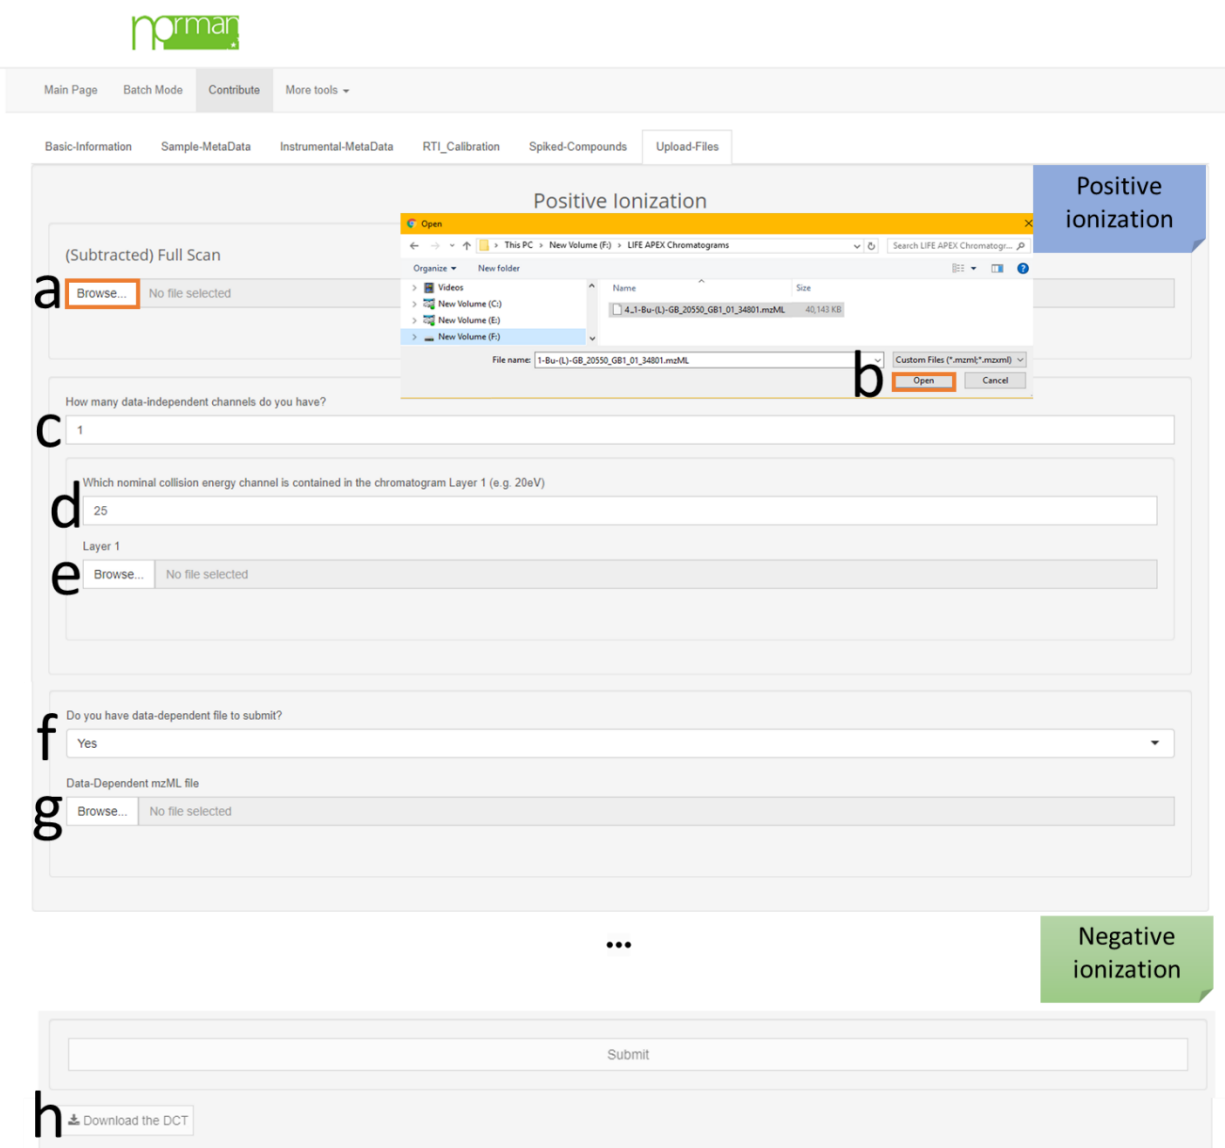 norman
Main Page Batch Mode Contribute More tools
Basic-Information Sample-MetaData Instrumental-MetaData RTI_Calibration Spiked-Compounds Upload-Files
Positive Ionization
Positive
ionization
(Subtracted) Full Scan
a Browse... No file selected
Open
This PC > New Volume (F:) > LIFE APEX Chromatograms
Search LIFE APEX Chromatogr...
Organize New folder
Videos
New Volume (C:)
New Volume (E:)
New Volume (F:)
Name Size
4_1-Bu-(L)-GB_20550_GB1_01_34801.mzML 40,143 KB
File name: 1-Bu-(L)-GB_20550_GB1_01_34801.mzML Custom Files (*.mzml;*.mzxml)
b Open Cancel
How many data-independent channels do you have?
c 1
Which nominal collision energy channel is contained in the chromatogram Layer 1 (e.g. 20eV)
d 25
Layer 1
e Browse... No file selected
Do you have data-dependent file to submit?
f Yes
Data-Dependent mzML file
g Browse... No file selected
...
Negative
ionization
Submit
h Download the DCT